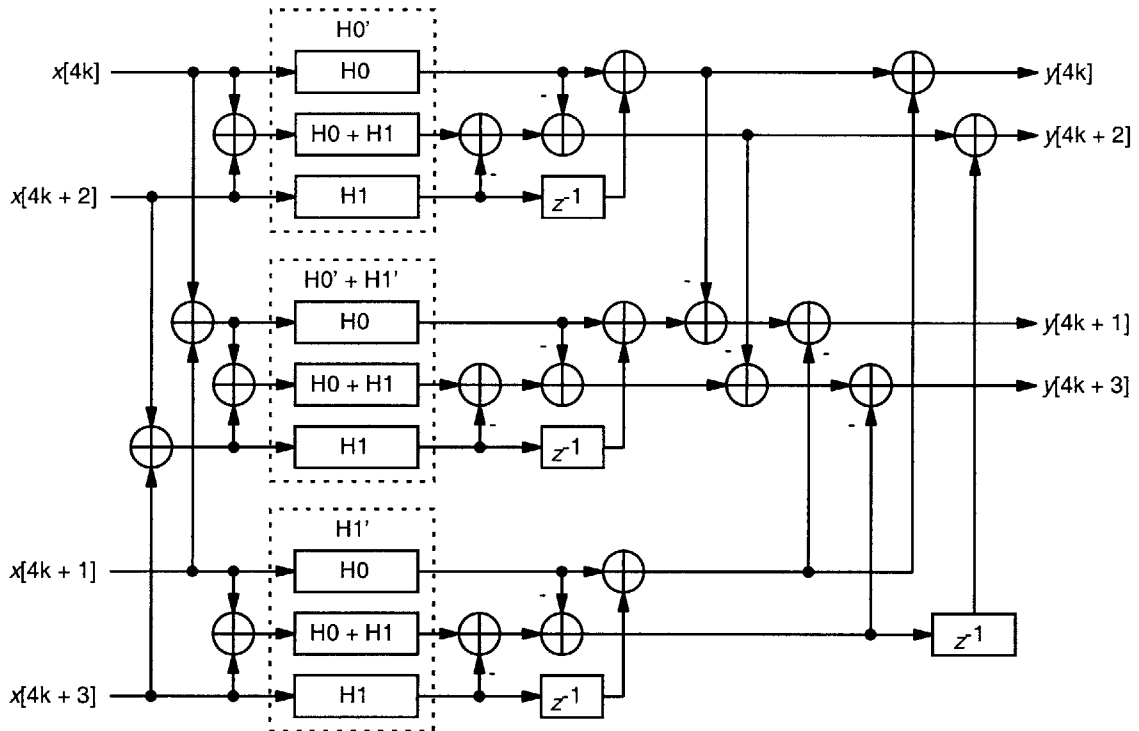 H0'
x[4k]
H0
y[4k]
-
H0 + H1
y[4k + 2]
x[4k + 2]
H1
-
z-1
H0' + H1'
-
H0
y[4k + 1]
-
-
H0 + H1
y[4k + 3]
-
H1
-
z-1
H1'
x[4k + 1]
H0
-
H0 + H1
z-1
x[4k + 3]
H1
-
z-1